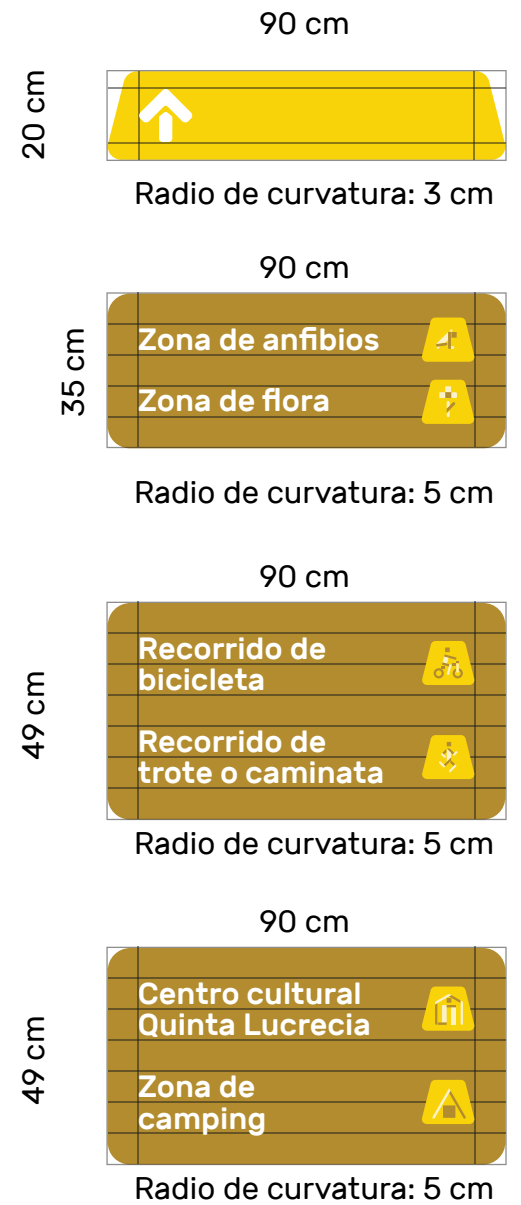 90 cm
20 cm
Radio de curvatura: 3 cm
90 cm
35 cm
Zona de anfibios
Zona de flora
Radio de curvatura: 5 cm
90 cm
49 cm
Recorrido de
bicicleta
Recorrido de
trote o caminata
Radio de curvatura: 5 cm
90 cm
49 cm
Centro cultural
Quinta Lucrecia
Zona de
camping
Radio de curvatura: 5 cm